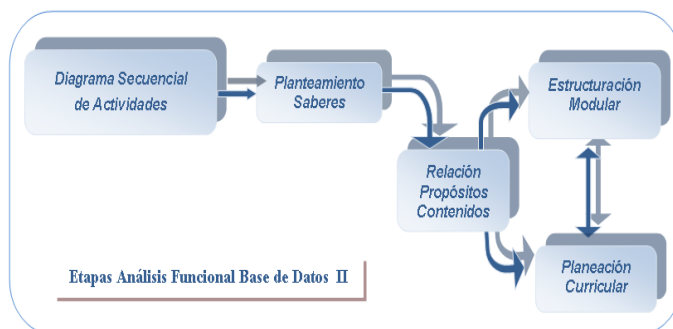 Diagrama Secuencial
de Actividades
Planteamiento
Saberes
Estructuración
Modular
Relación
Propósitos
Contenidos
Planeación
Curricular
Etapas Análisis Funcional Base de Datos II